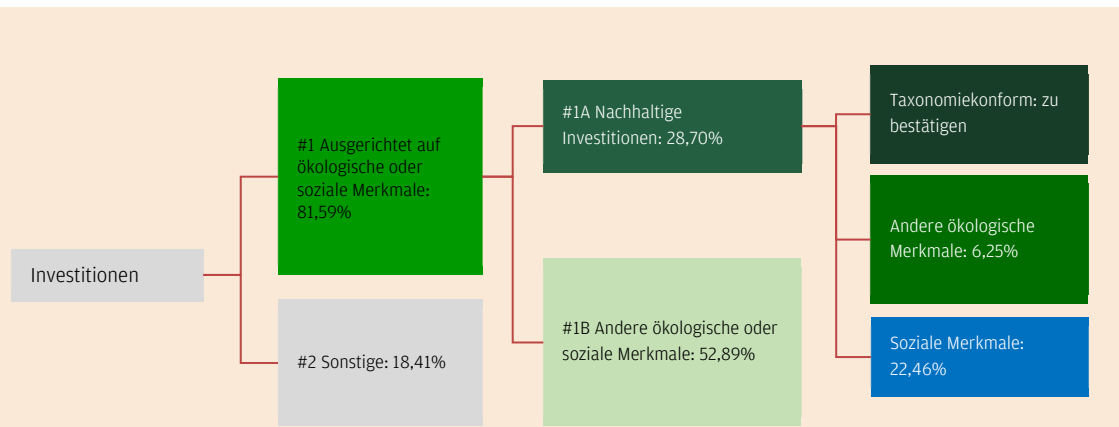 Investitionen
#1 Ausgerichtet auf
ökologische oder
soziale Merkmale:
81,59%
#2 Sonstige: 18,41%
#1A Nachhaltige
Investitionen: 28,70%
#1B Andere ökologische oder
soziale Merkmale: 52,89%
Taxonomiekonform: zu
bestätigen
Andere ökologische
Merkmale: 6,25%
Soziale Merkmale:
22,46%